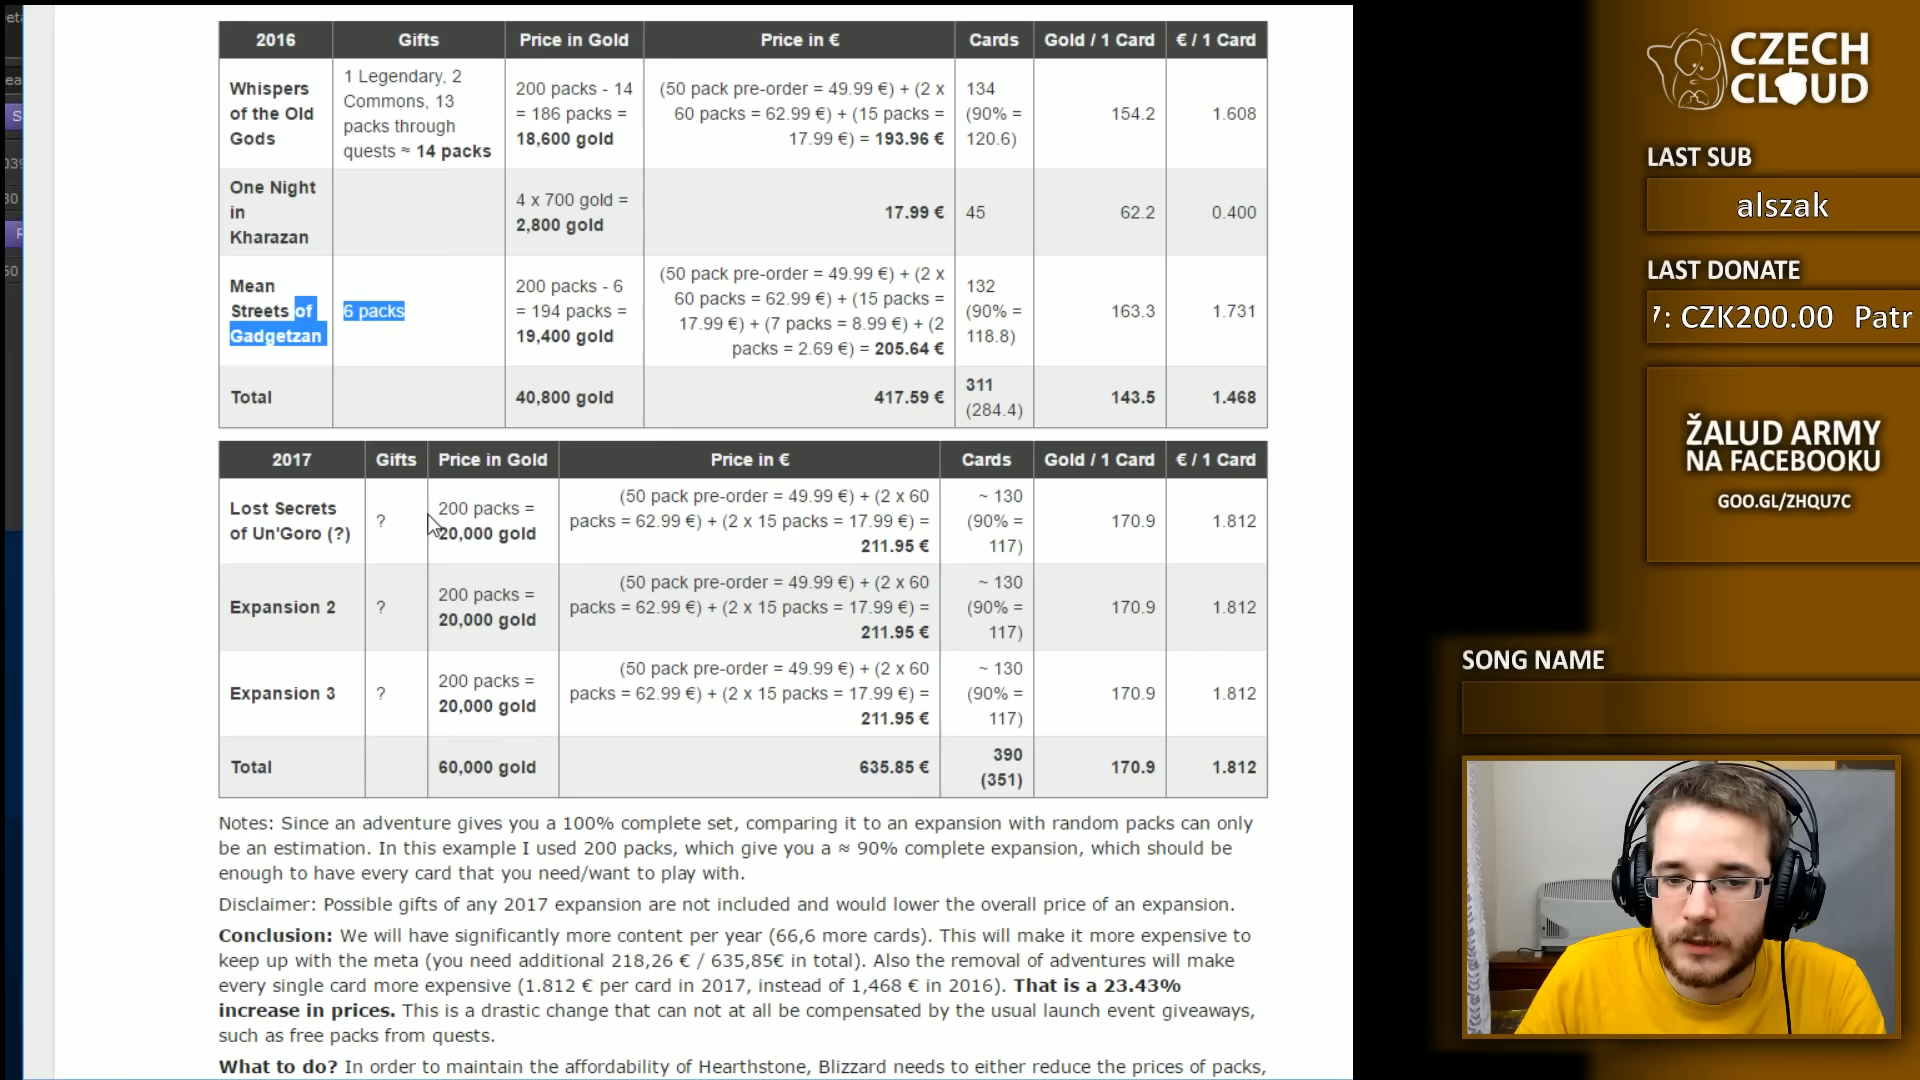 2016 Gifts Price in Gold Price in € Cards Gold / 1 Card € / 1 Card
Whispers of the Old Gods
1 Legendary, 2 Commons, 13 packs through quests ≈ 14 packs
200 packs - 14 = 186 packs = 18,600 gold
(50 pack pre-order = 49.99 €) + (2 x 60 packs = 62.99 €) + (15 packs = 17.99 €) = 193.96 €
134 (90% = 120.6)
154.2
1.608
One Night in Kharazan
4 x 700 gold = 2,800 gold
17.99 €
45
62.2
0.400
Mean Streets of Gadgetzan
6 packs
200 packs - 6 = 194 packs = 19,400 gold
(50 pack pre-order = 49.99 €) + (2 x 60 packs = 62.99 €) + (15 packs = 17.99 €) + (7 packs = 8.99 €) + (2 packs = 2.69 €) = 205.64 €
132 (90% = 118.8)
163.3
1.731
Total
40,800 gold
417.59 €
311 (284.4)
143.5
1.468
2017 Gifts Price in Gold Price in € Cards Gold / 1 Card € / 1 Card
Lost Secrets of Un'Goro (?)
?
200 packs = 20,000 gold
(50 pack pre-order = 49.99 €) + (2 x 60 packs = 62.99 €) + (2 x 15 packs = 17.99 €) = 211.95 €
~ 130 (90% = 117)
170.9
1.812
Expansion 2
?
200 packs = 20,000 gold
(50 pack pre-order = 49.99 €) + (2 x 60 packs = 62.99 €) + (2 x 15 packs = 17.99 €) = 211.95 €
~ 130 (90% = 117)
170.9
1.812
Expansion 3
?
200 packs = 20,000 gold
(50 pack pre-order = 49.99 €) + (2 x 60 packs = 62.99 €) + (2 x 15 packs = 17.99 €) = 211.95 €
~ 130 (90% = 117)
170.9
1.812
Total
60,000 gold
635.85 €
390 (351)
170.9
1.812
Notes: Since an adventure gives you a 100% complete set, comparing it to an expansion with random packs can only
be an estimation. In this example I used 200 packs, which give you a ≈ 90% complete expansion, which should be
enough to have every card that you need/want to play with.
Disclaimer: Possible gifts of any 2017 expansion are not included and would lower the overall price of an expansion.
Conclusion: We will have significantly more content per year (66,6 more cards). This will make it more expensive to
keep up with the meta (you need additional 218,26 € / 635,85€ in total). Also the removal of adventures will make
every single card more expensive (1.812 € per card in 2017, instead of 1,468 € in 2016). That is a 23.43%
increase in prices. This is a drastic change that can not at all be compensated by the usual launch event giveaways,
such as free packs from quests.
What to do? In order to maintain the affordability of Hearthstone, Blizzard needs to either reduce the prices of packs,
CZECH
CLOUD
LAST SUB
alszak
LAST DONATE
: CZK200.00 Patr
ŽALUD ARMY
NA FACEBOOKU
GOO.GL/ZHQU7C
SONG NAME